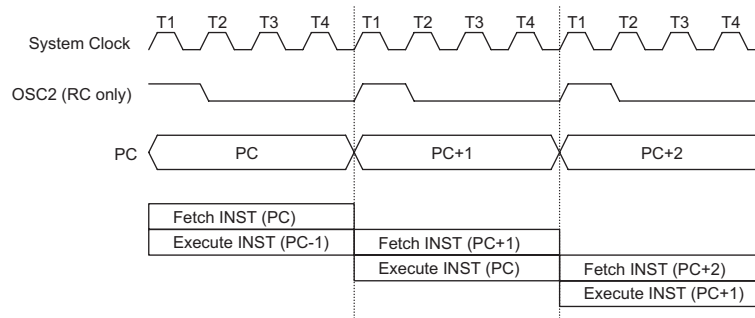 T1 T2 T3 T4 T1 T2 T3 T4 T1 T2 T3 T4
System Clock
OSC2 (RC only)
PC PC PC+1 PC+2
Fetch INST (PC)
Execute INST (PC-1) Fetch INST (PC+1)
Execute INST (PC) Fetch INST (PC+2)
Execute INST (PC+1)